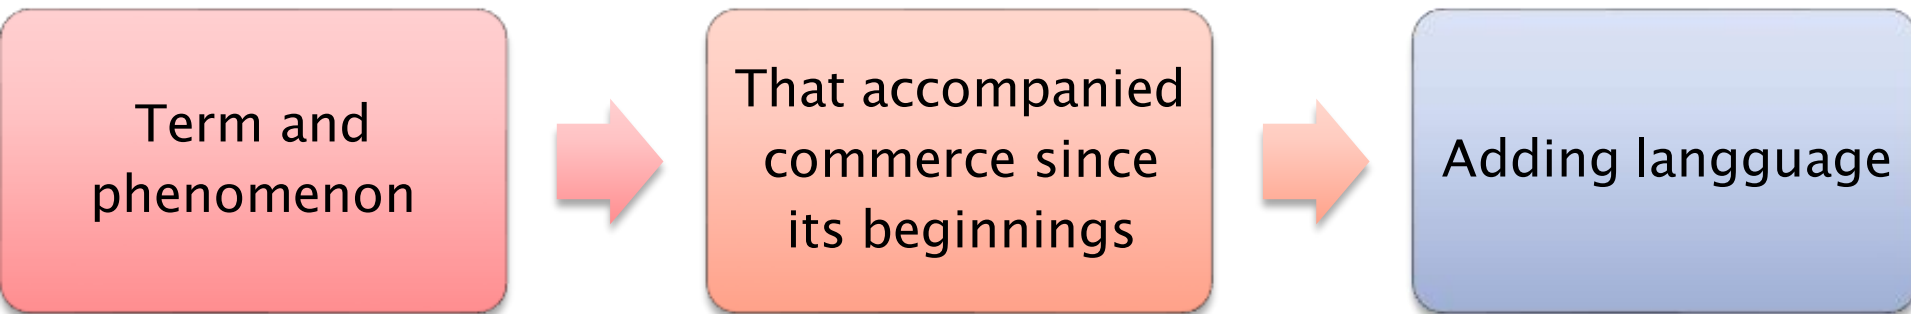 Term and
phenomenon
That accompanied
commerce since
its beginnings
Adding langguage